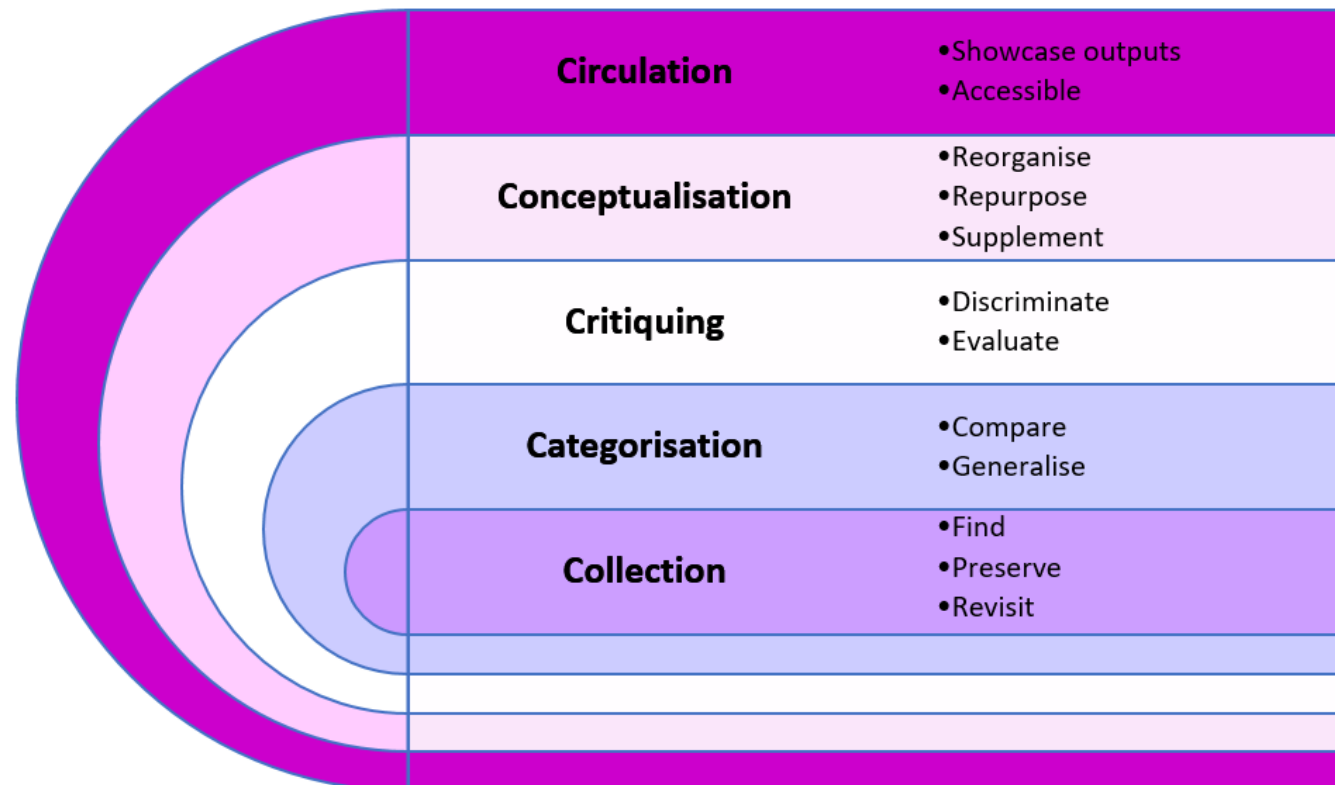 Circulation
•Showcase outputs
•Accessible
Conceptualisation
•Reorganise
•Repurpose
•Supplement
Critiquing
•Discriminate
•Evaluate
Categorisation
•Compare
•Generalise
Collection
•Find
•Preserve
•Revisit